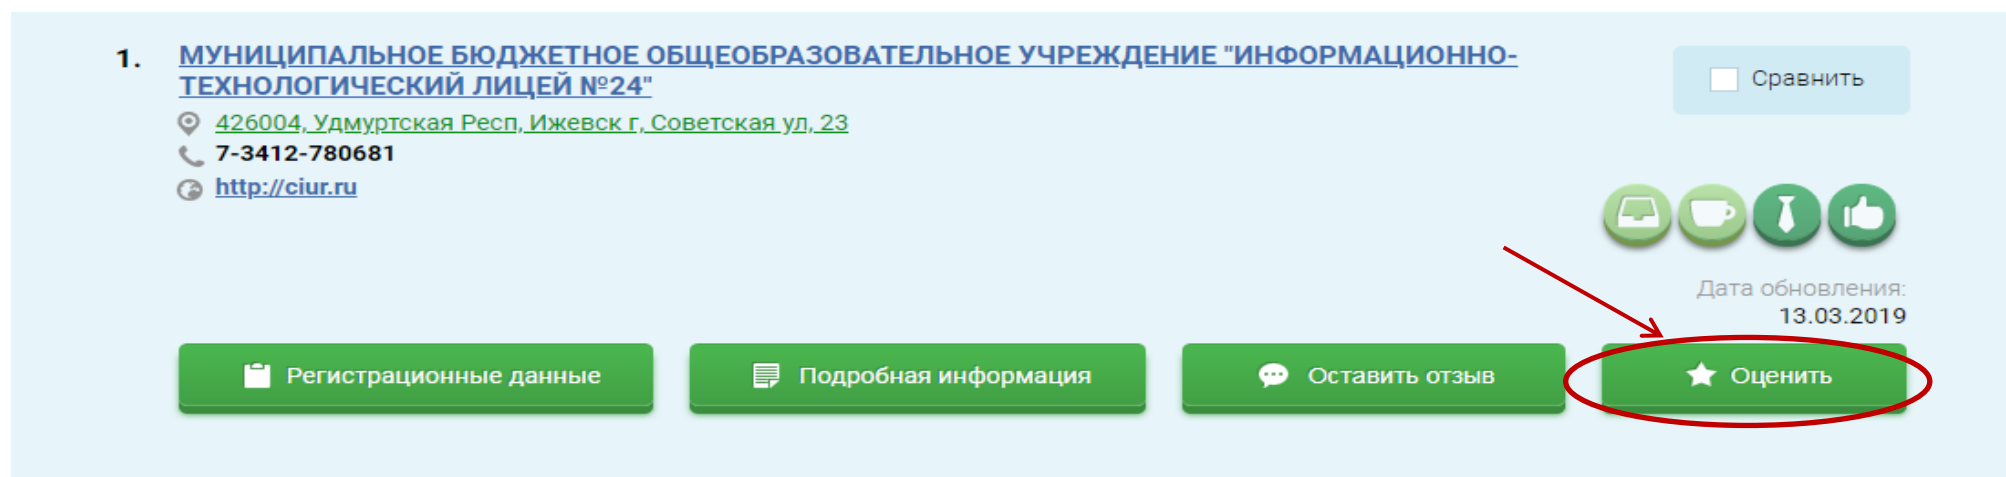 1. МУНИЦИПАЛЬНОЕ БЮДЖЕТНОЕ ОБЩЕОБРАЗОВАТЕЛЬНОЕ УЧРЕЖДЕНИЕ "ИНФОРМАЦИОННО-
ТЕХНОЛОГИЧЕСКИЙ ЛИЦЕЙ №24"
Сравнить
426004, Удмуртская Респ, Ижевск г, Советская ул, 23
7-3412-780681
http://ciur.ru
Дата обновления:
13.03.2019
Регистрационные данные
Подробная информация
Оставить отзыв
Оценить